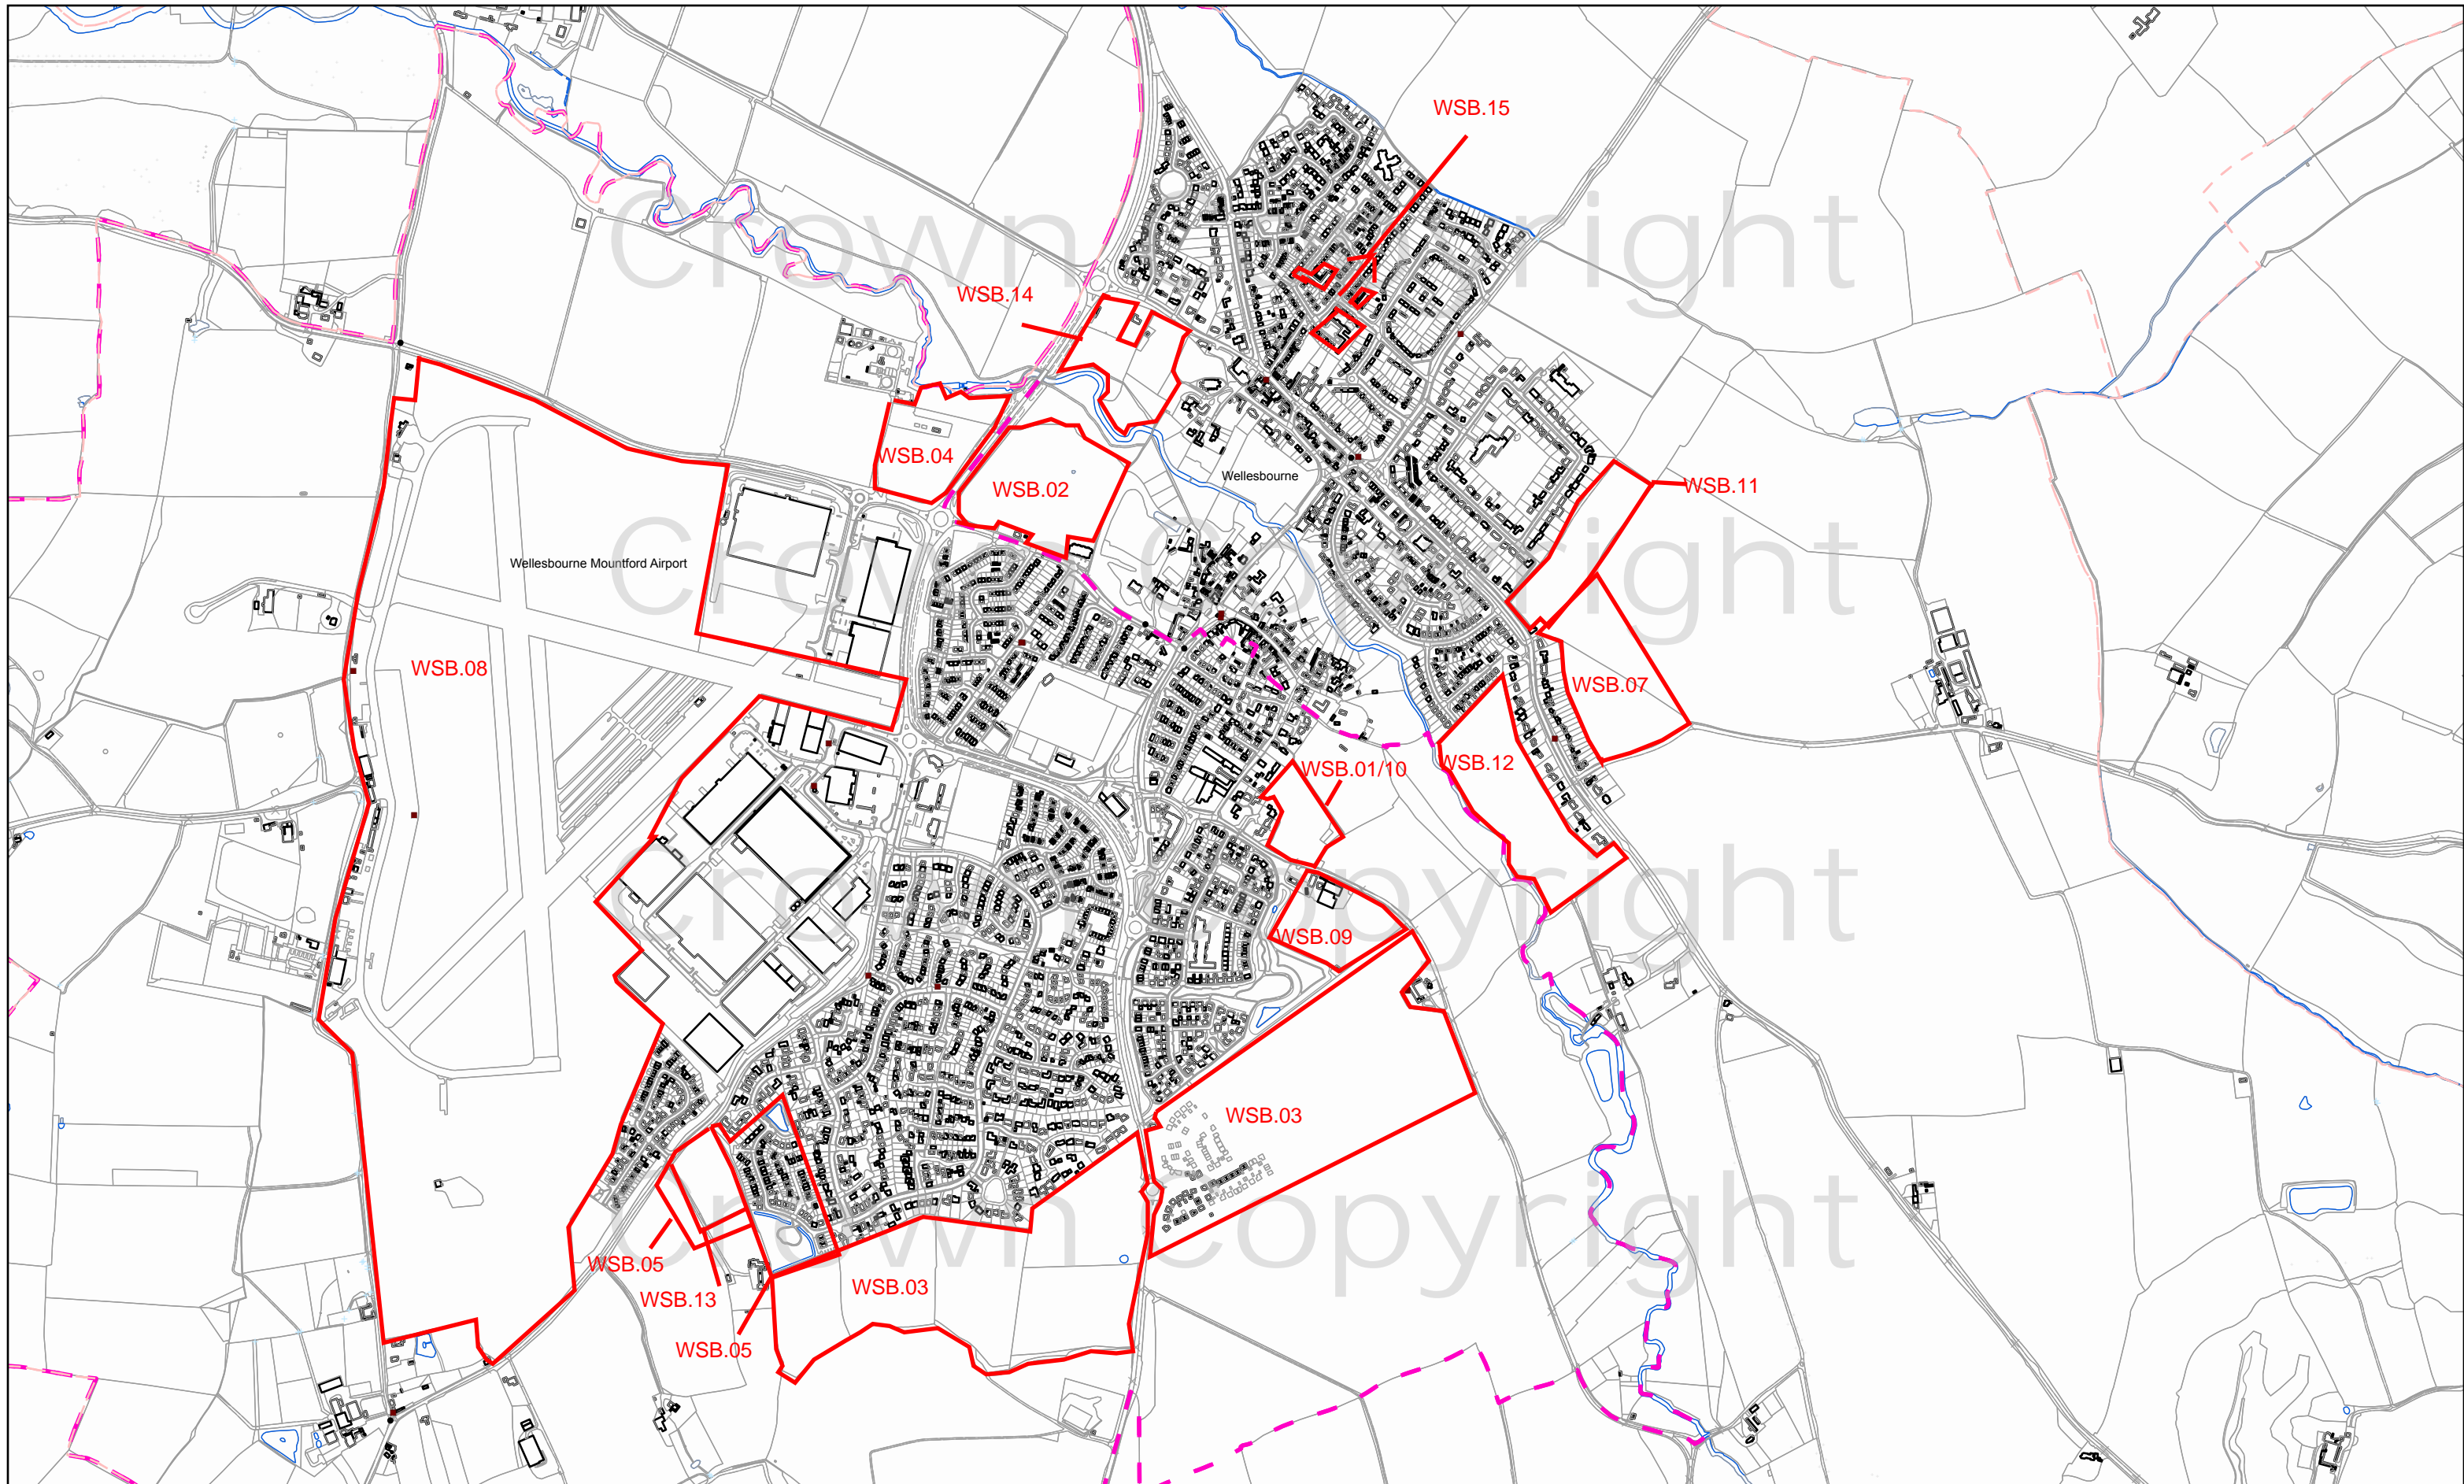 WSB.15
Crown Copyright
WSB.14
WSB.04
WSB.02
Wellesbourne
WSB.11
Crown Copyright
Wellesbourne Mountford Airport
WSB.08
WSB.07
WSB.12
WSB.01/10
Crown Copyright
WSB.09
WSB.03
Crown Copyright
WSB.05
WSB.03
WSB.13
WSB.05